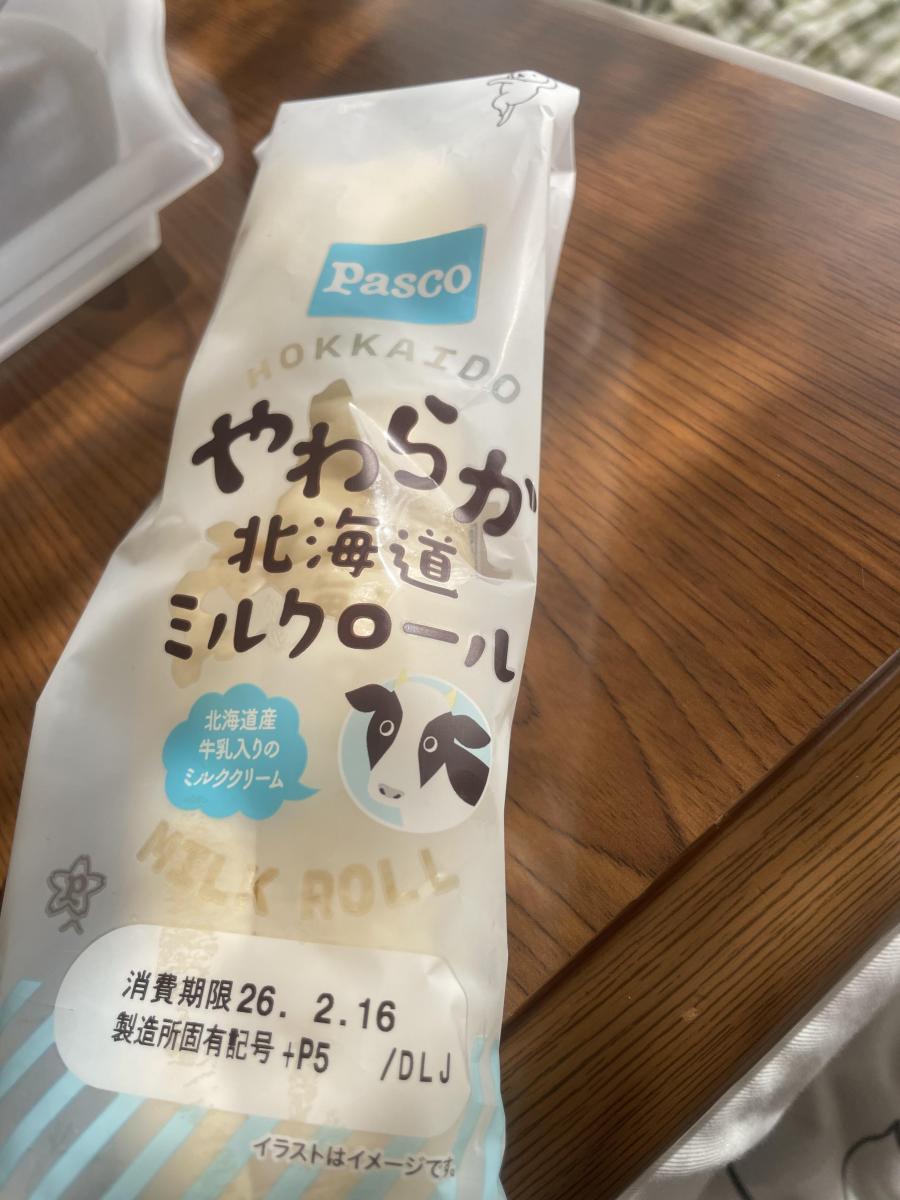 Pasco
HOKKAIDO
やわらか
北海道
ミルクロール
北海道産
牛乳入りの
ミルククリーム
MILK ROLL
消費期限26. 2.16
製造所固有記号 +P5 /DLJ
イラストはイメージです。